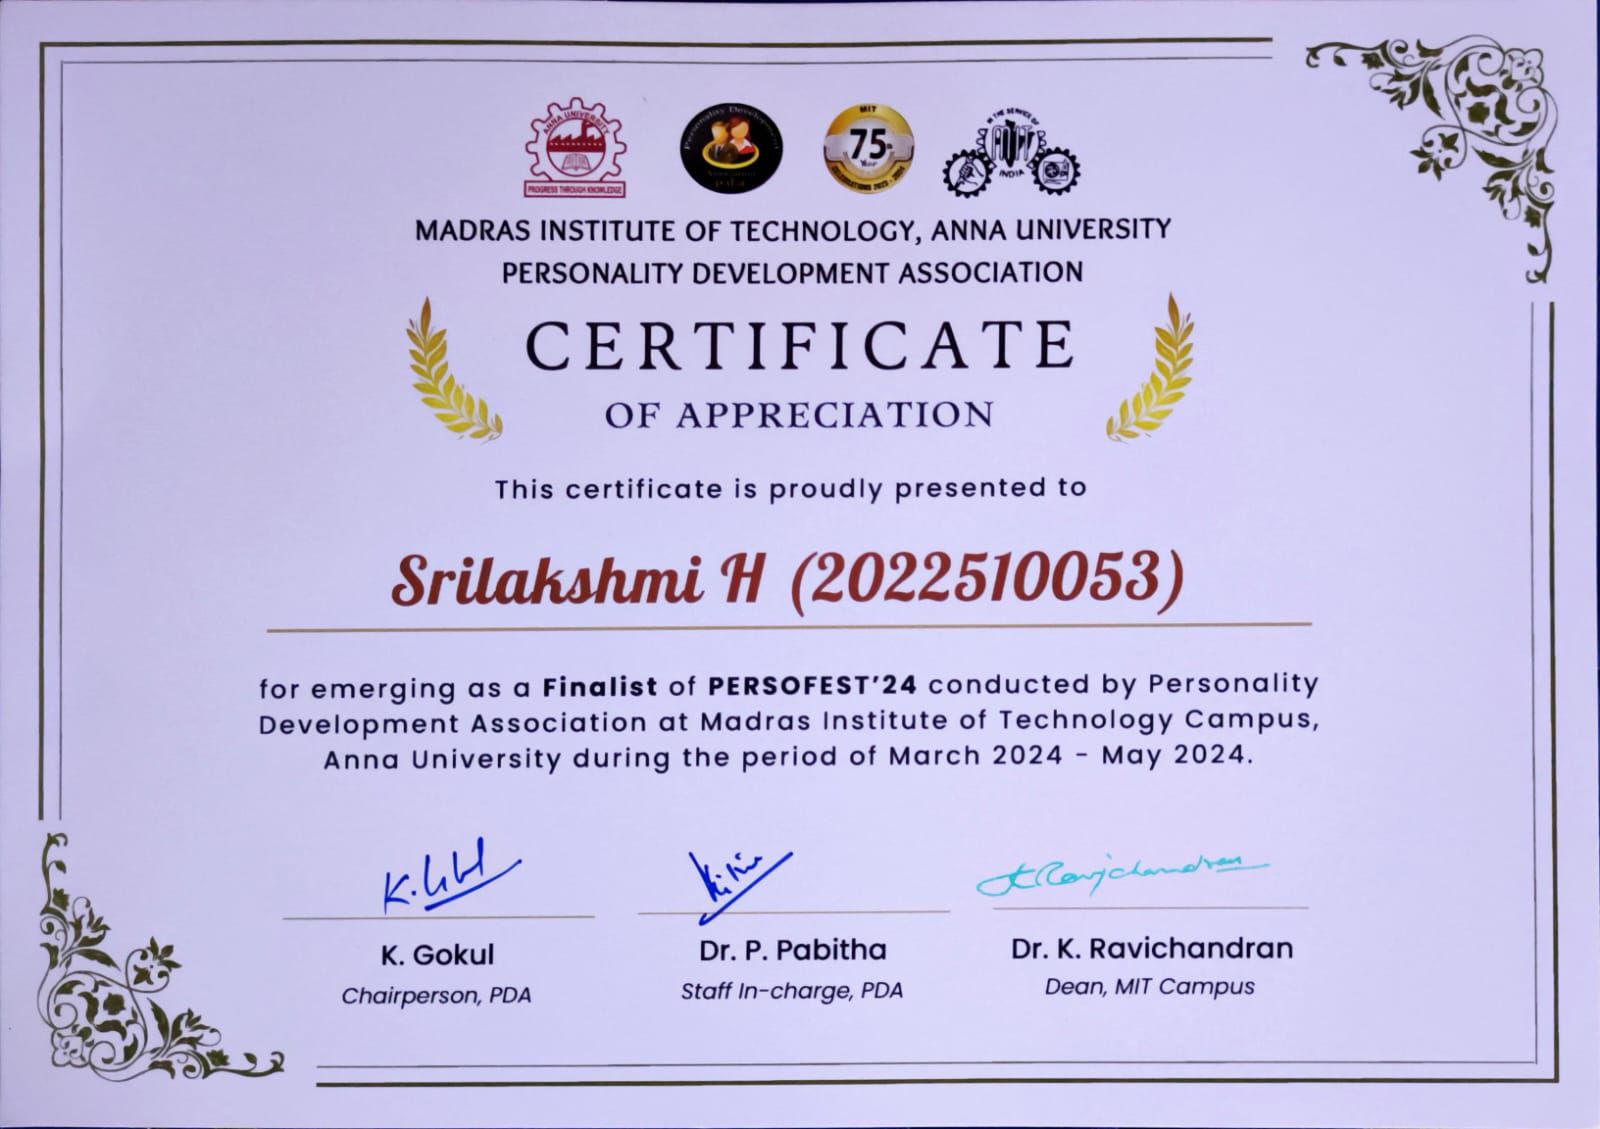 ANNA UNIVERSITY
PROGRESS THROUGH KNOWLEDGE
Personality Development
MIT
75th
Year
CELEBRATIONS 2023 - 2024
IN THE SERVICE OF
MIT
INDIA
MADRAS INSTITUTE OF TECHNOLOGY, ANNA UNIVERSITY
PERSONALITY DEVELOPMENT ASSOCIATION
CERTIFICATE
OF APPRECIATION
This certificate is proudly presented to
Srilakshmi H (2022510053)
for emerging as a Finalist of PERSOFEST'24 conducted by Personality
Development Association at Madras Institute of Technology Campus,
Anna University during the period of March 2024 - May 2024.
K. Gokul
Dr. P. Pabitha
Dr. K. Ravichandran
Chairperson, PDA
Staff In-charge, PDA
Dean, MIT Campus